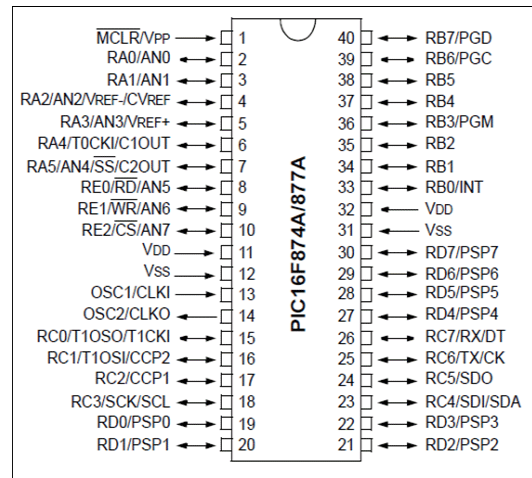 MCLR/VPP 1 40 RB7/PGD
RA0/AN0 2 39 RB6/PGC
RA1/AN1 3 38 RB5
RA2/AN2/VREF-/CVREF 4 37 RB4
RA3/AN3/VREF+ 5 36 RB3/PGM
RA4/T0CKI/C1OUT 6 35 RB2
RA5/AN4/SS/C2OUT 7 34 RB1
RE0/RD/AN5 8 33 RB0/INT
RE1/WR/AN6 9 32 VDD
RE2/CS/AN7 10 31 VSS
VDD 11 30 RD7/PSP7
VSS 12 29 RD6/PSP6
OSC1/CLKI 13 28 RD5/PSP5
OSC2/CLKO 14 27 RD4/PSP4
RC0/T1OSO/T1CKI 15 26 RC7/RX/DT
RC1/T1OSI/CCP2 16 25 RC6/TX/CK
RC2/CCP1 17 24 RC5/SDO
RC3/SCK/SCL 18 23 RC4/SDI/SDA
RD0/PSP0 19 22 RD3/PSP3
RD1/PSP1 20 21 RD2/PSP2
PIC16F874A/877A